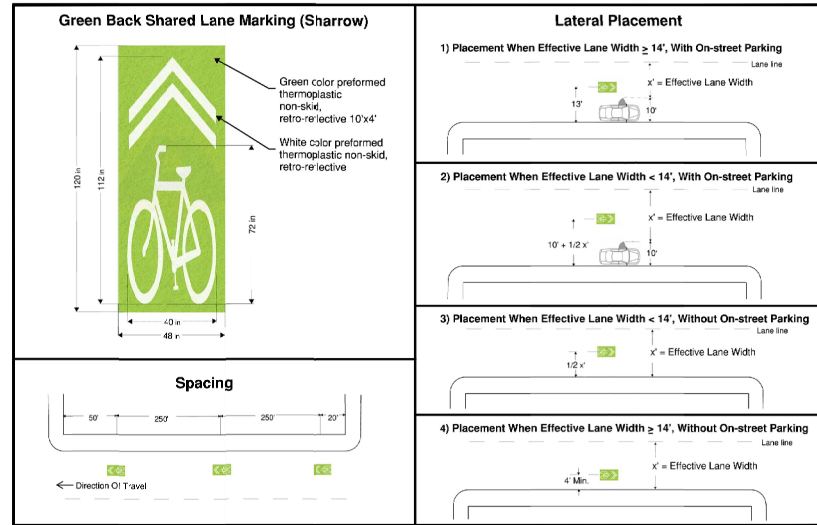 Green Back Shared Lane Marking (Sharrow)
Green color preformed
thermoplastic
non-skid,
retro-reflective 10'x4'
White color preformed
thermoplastic non-skid,
retro-reflective
120 in
112 in
72 in
40 in
48 in
Spacing
50'
250'
250'
20'
Direction Of Travel
Lateral Placement
1) Placement When Effective Lane Width ≥ 14', With On-street Parking
Lane line
x' = Effective Lane Width
13'
10'
2) Placement When Effective Lane Width < 14', With On-street Parking
Lane line
x' = Effective Lane Width
10' + 1/2 x'
10'
3) Placement When Effective Lane Width < 14', Without On-street Parking
Lane line
x' = Effective Lane Width
1/2 x'
4) Placement When Effective Lane Width ≥ 14', Without On-street Parking
Lane line
x' = Effective Lane Width
4' Min.